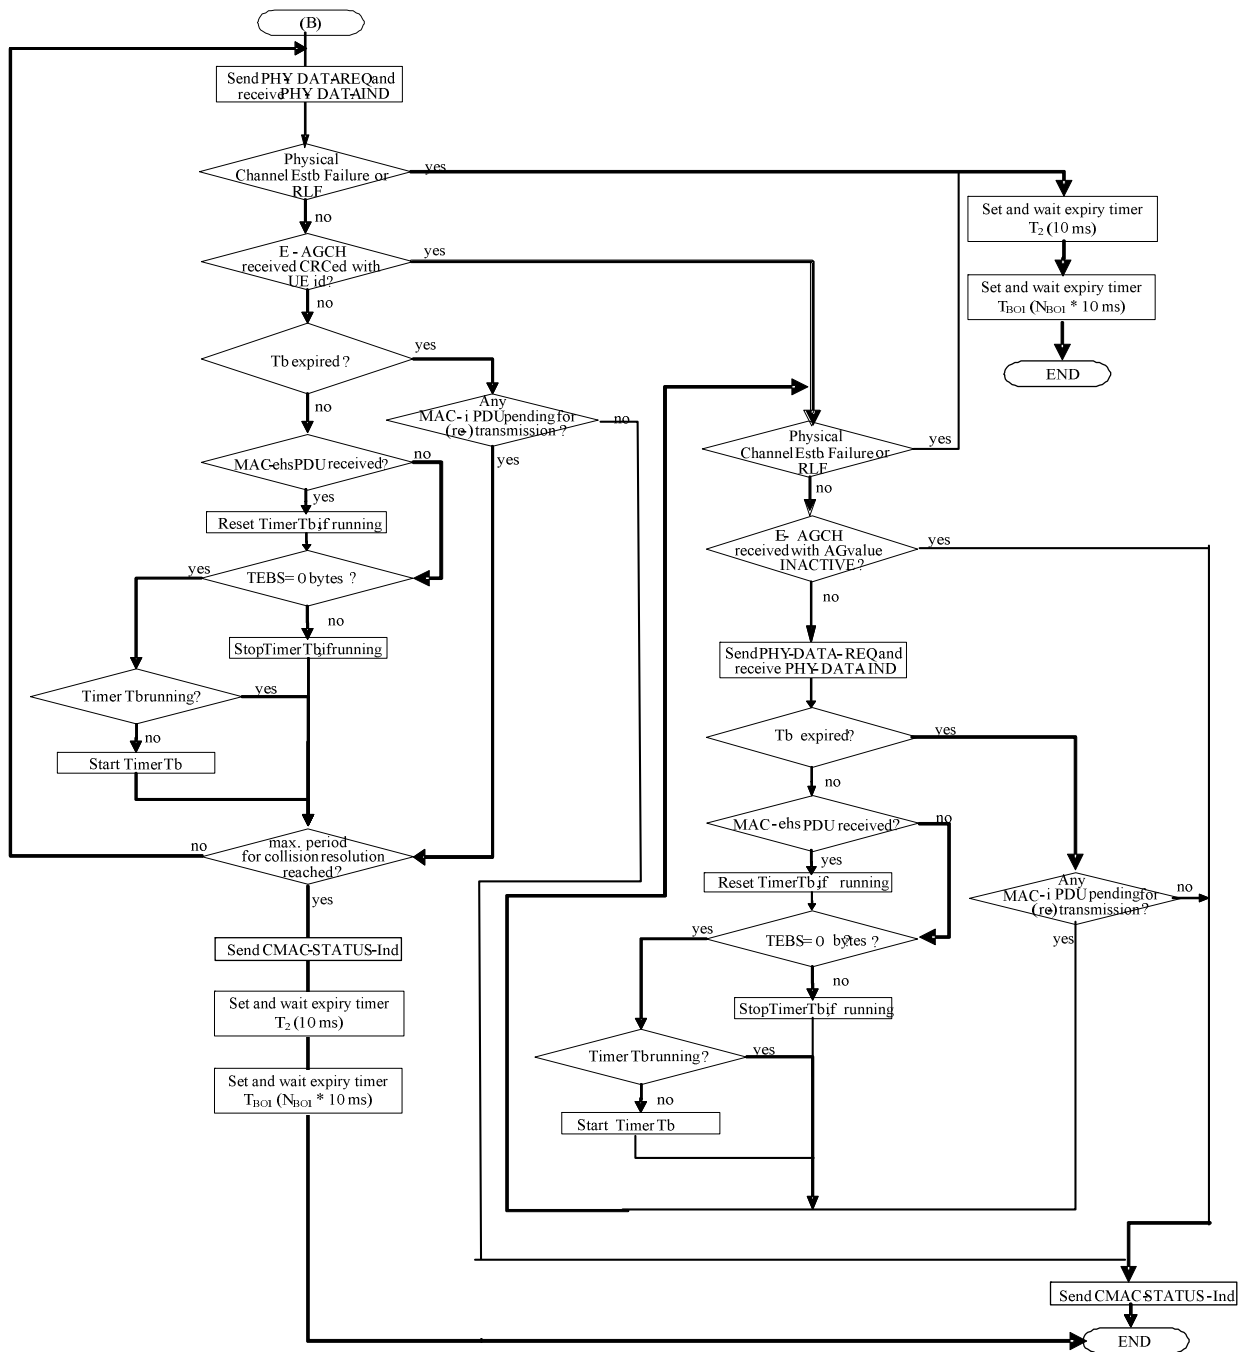 (B)
Send PHY DATA-REQ and
receive PHY DATA-IND
Physical
Channel Estb Failure or
RLF
yes
no
Set and wait expiry timer
T2 (10 ms)
Set and wait expiry timer
TBO1 (NBO1 * 10 ms)
END
E - AGCH
received CRCed with
UE id?
yes
no
Tb expired ?
yes
no
Any
MAC - i PDU pending for
(re-) transmission ?
no
yes
MAC-ehs PDU received?
no
yes
Reset Timer Tb, if running
TEBS = 0 bytes ?
yes
no
Stop Timer Tb, if running
Timer Tb running?
yes
no
Start Timer Tb
max. period
for collision resolution
reached?
no
yes
Send CMAC-STATUS-Ind
Set and wait expiry timer
T2 (10 ms)
Set and wait expiry timer
TBO1 (NBO1 * 10 ms)
Physical
Channel Estb Failure or
RLF
yes
no
E- AGCH
received with AG value
INACTIVE ?
yes
no
Send PHY-DATA - REQ and
receive PHY-DATA-IND
Tb expired?
yes
no
MAC-ehs PDU received?
no
yes
Reset Timer Tb, if running
Any
MAC - i PDU pending for
(re-) transmission?
no
yes
TEBS = 0 bytes ?
yes
no
Stop Timer Tb, if running
Timer Tb running ?
yes
no
Start Timer Tb
Send CMAC-STATUS-Ind
END